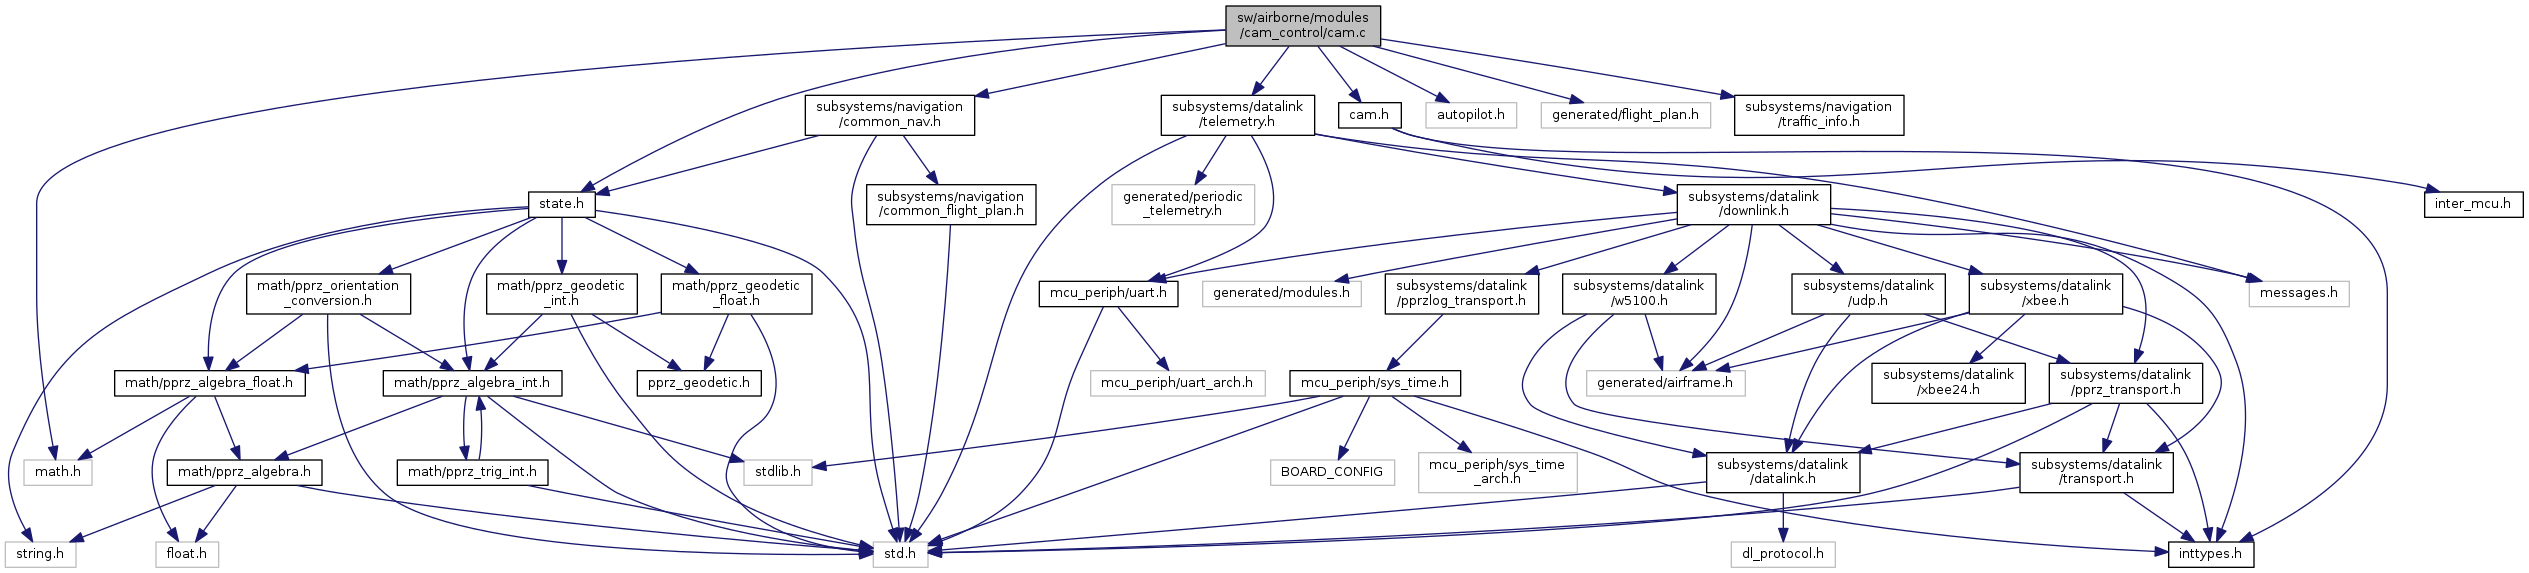 sw/airborne/modules
/cam_control/cam.c
subsystems/navigation
/common_nav.h
subsystems/datalink
/telemetry.h
cam.h
autopilot.h
generated/flight_plan.h
subsystems/navigation
/traffic_info.h
state.h
subsystems/navigation
/common_flight_plan.h
generated/periodic
_telemetry.h
subsystems/datalink
/downlink.h
inter_mcu.h
math/pprz_orientation
_conversion.h
math/pprz_geodetic
_int.h
math/pprz_geodetic
_float.h
mcu_periph/uart.h
generated/modules.h
subsystems/datalink
/pprzlog_transport.h
subsystems/datalink
/w5100.h
subsystems/datalink
/udp.h
subsystems/datalink
/xbee.h
messages.h
math/pprz_algebra_float.h
math/pprz_algebra_int.h
pprz_geodetic.h
mcu_periph/uart_arch.h
mcu_periph/sys_time.h
generated/airframe.h
subsystems/datalink
/xbee24.h
subsystems/datalink
/pprz_transport.h
math.h
math/pprz_algebra.h
math/pprz_trig_int.h
stdlib.h
BOARD_CONFIG
mcu_periph/sys_time
_arch.h
subsystems/datalink
/datalink.h
subsystems/datalink
/transport.h
string.h
float.h
std.h
dl_protocol.h
inttypes.h